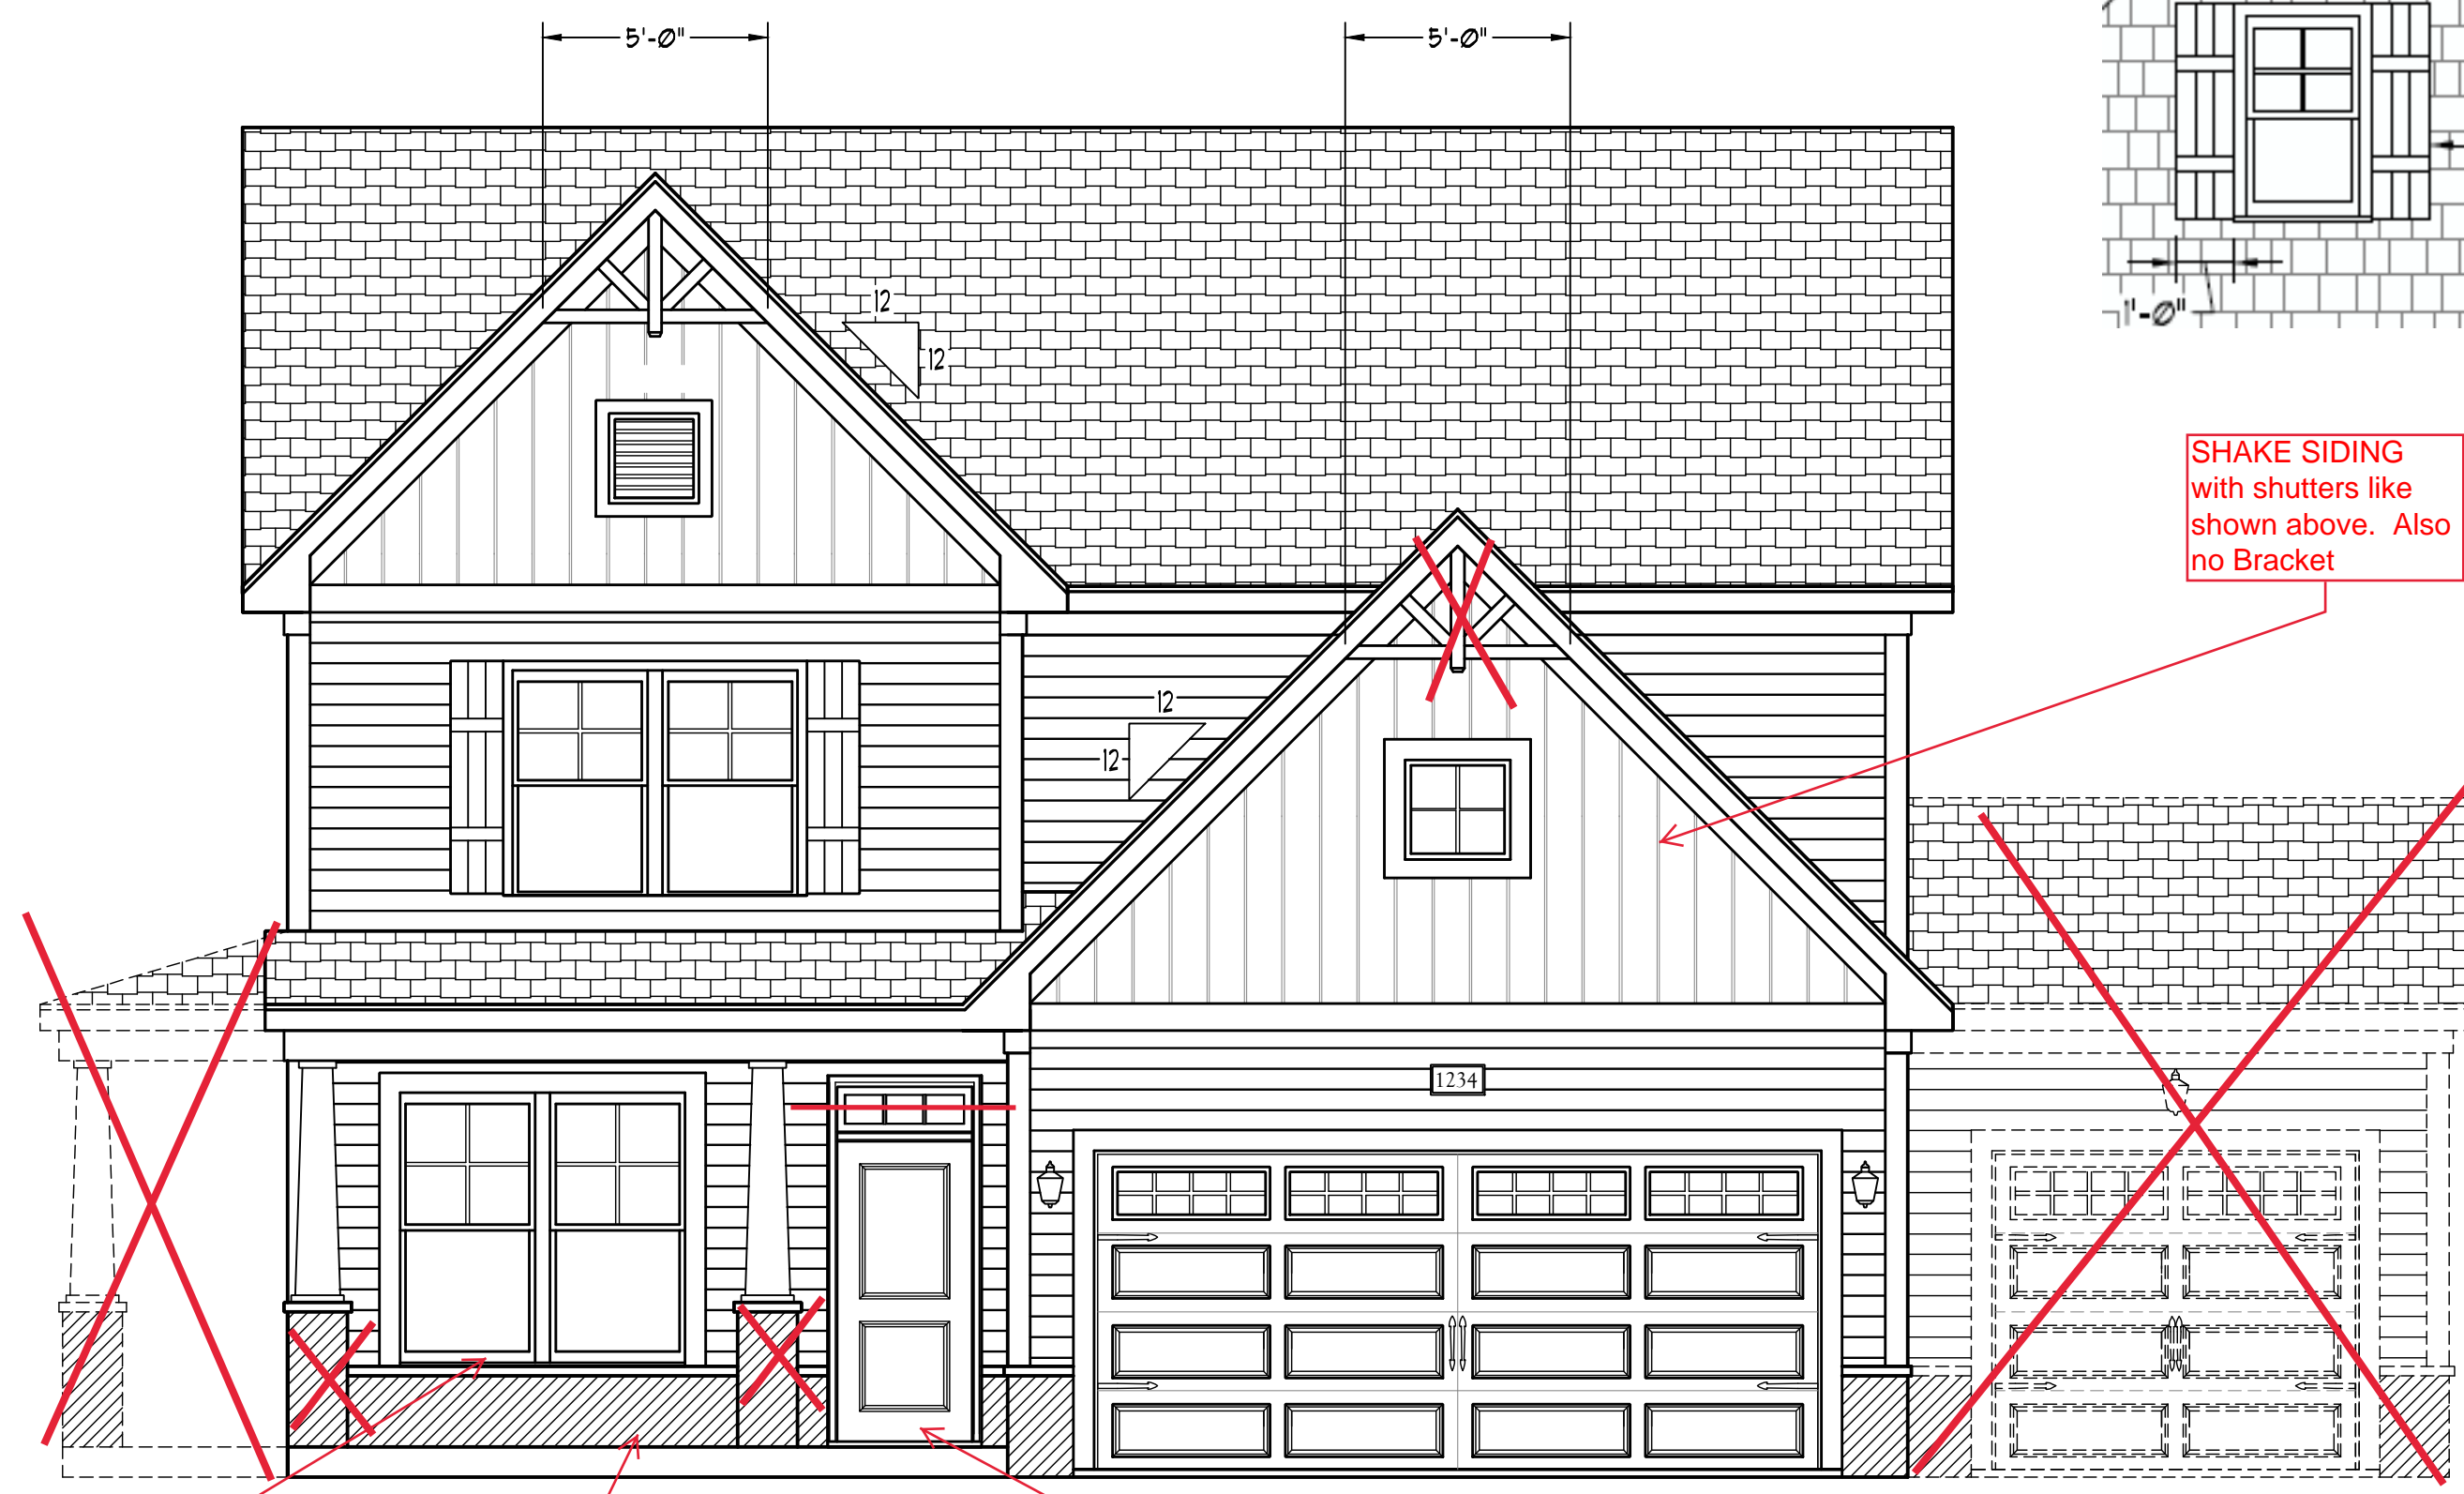 5'-0"
5'-0"
1'-0"
12
12
SHAKE SIDING
with shutters like
shown above. Also
no Bracket
12
12
1234